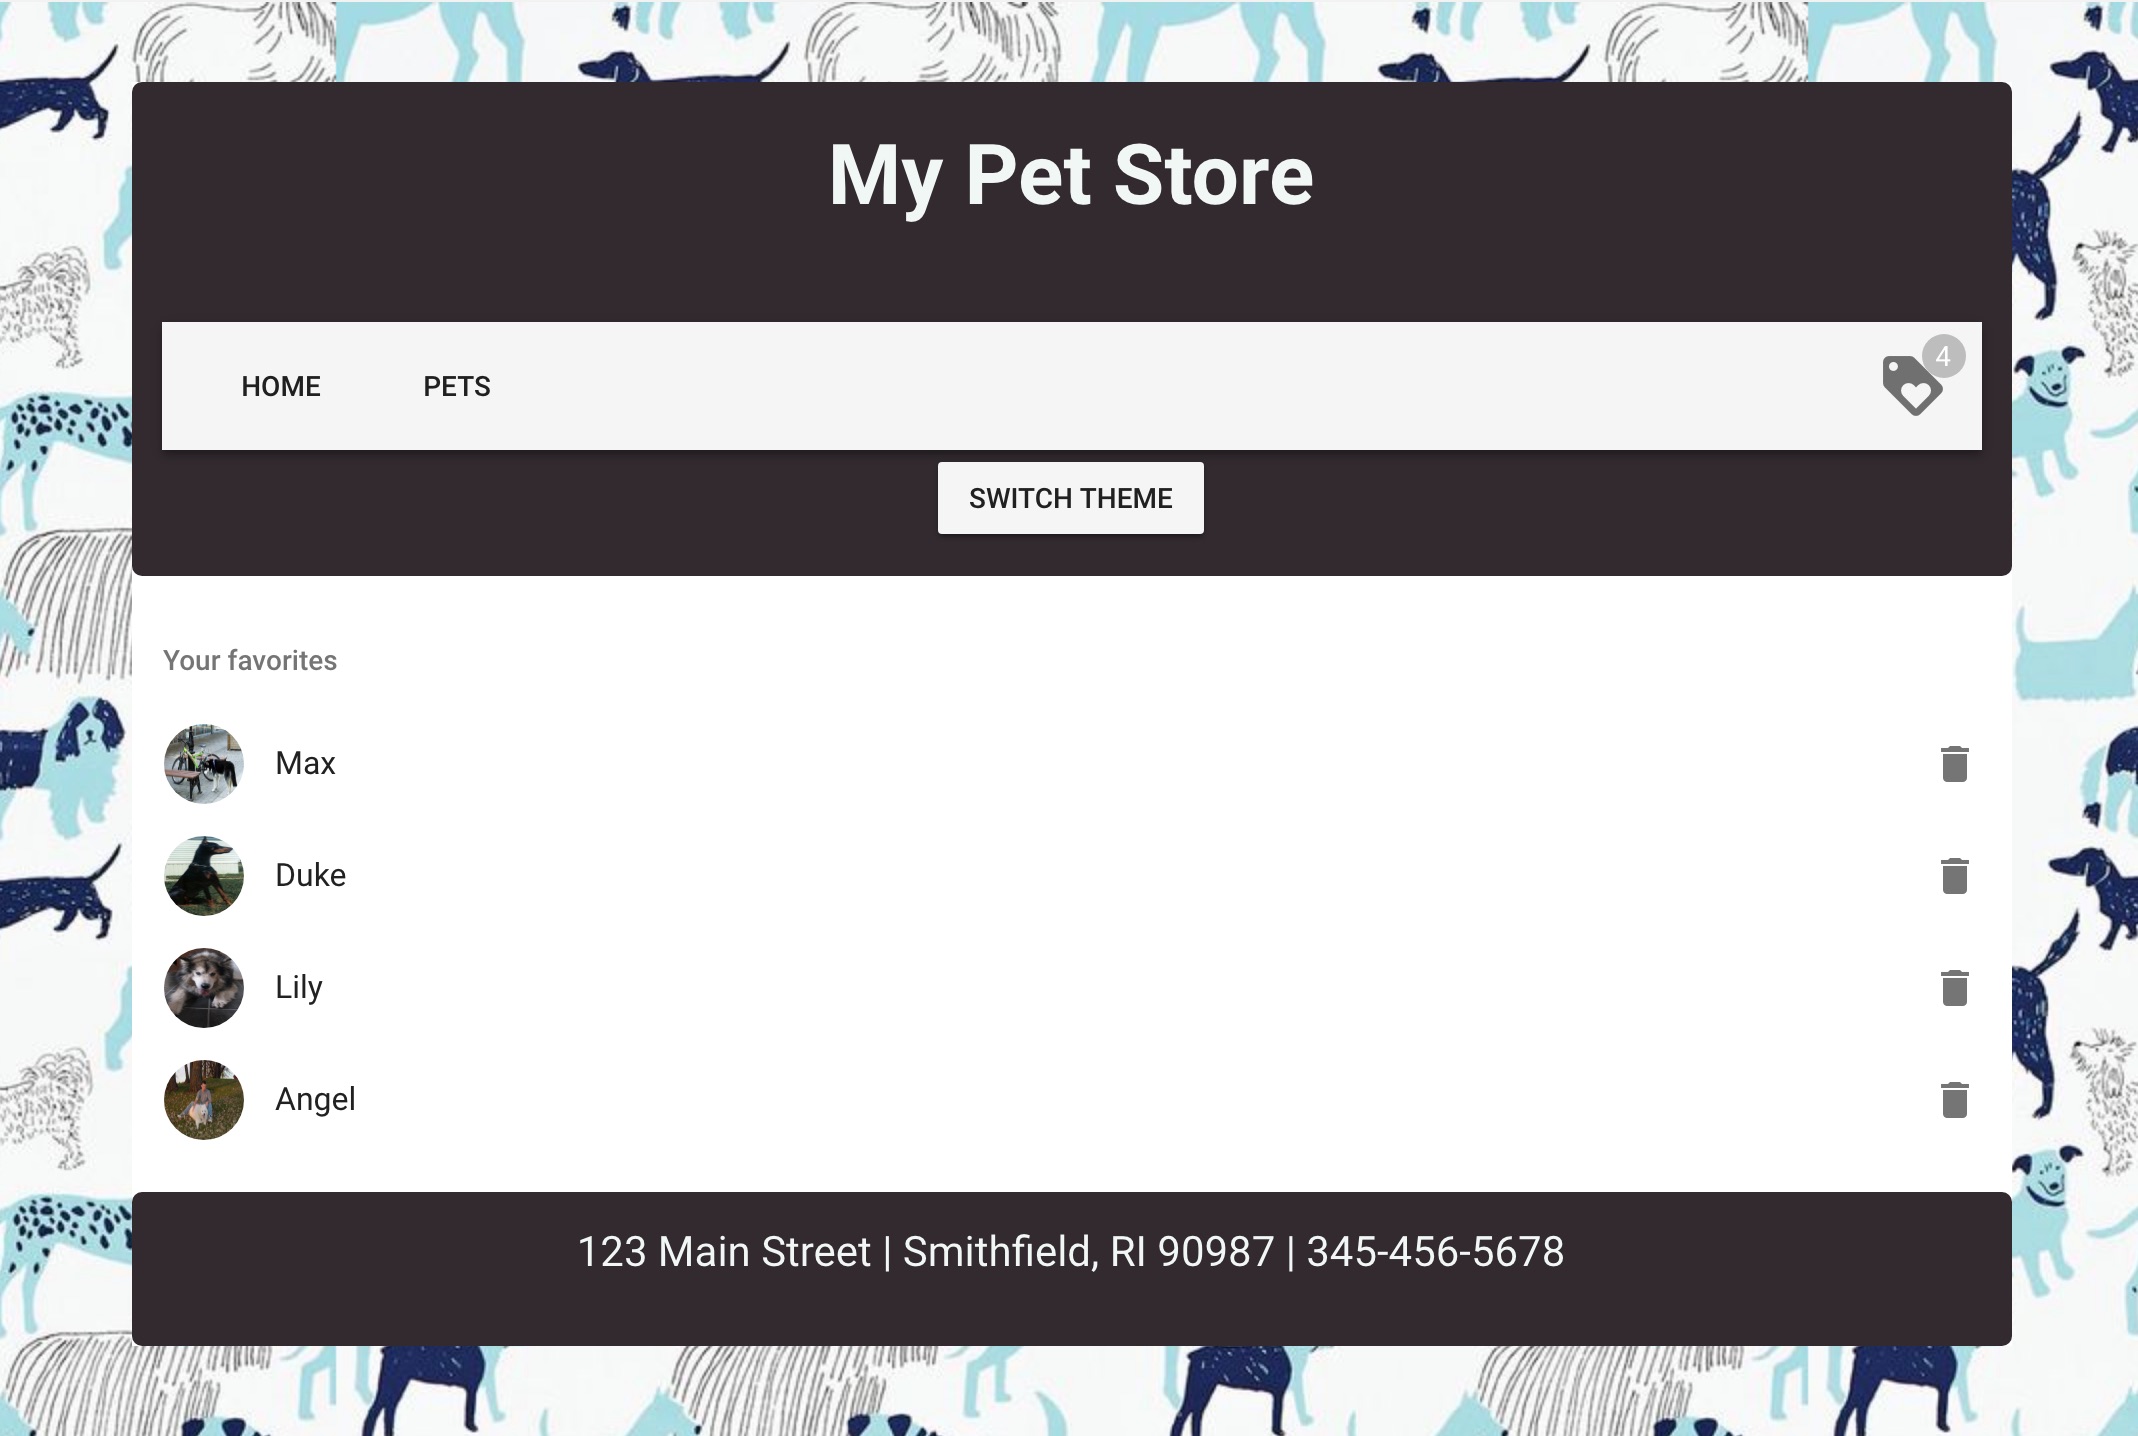 My Pet Store
HOME PETS 4
SWITCH THEME
Your favorites
Max
Duke
Lily
Angel
123 Main Street | Smithfield, RI 90987 | 345-456-5678